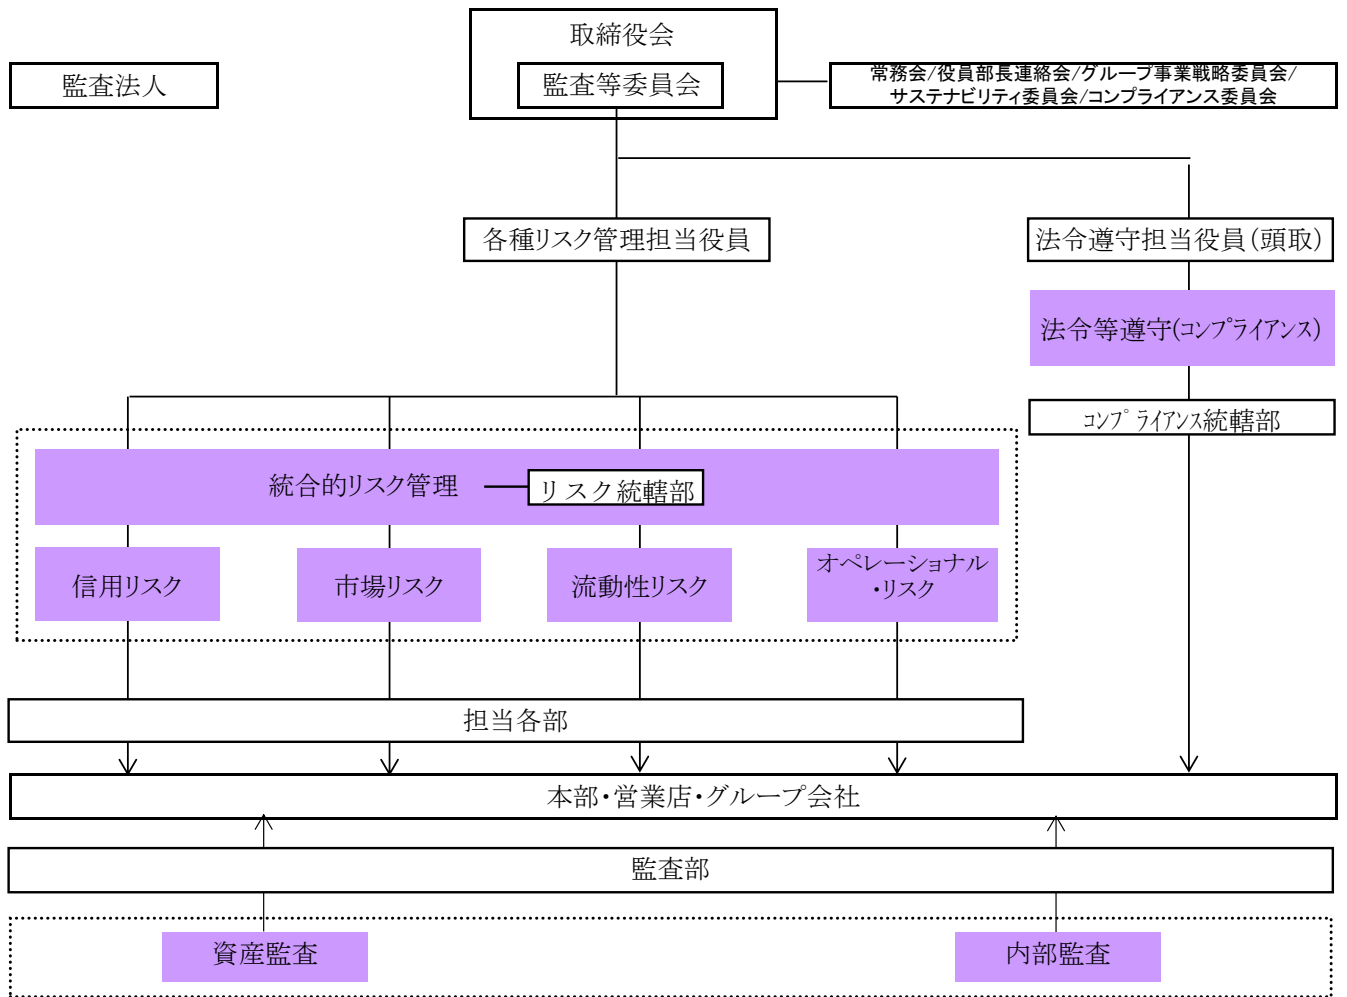 取締役会
監査法人
監査等委員会
常務会/役員部長連絡会/グループ事業戦略委員会/
サステナビリティ委員会/コンプライアンス委員会
各種リスク管理担当役員
法令遵守担当役員(頭取)
法令等遵守(コンプライアンス)
コンプライアンス統轄部
統合的リスク管理
リスク統轄部
信用リスク
市場リスク
流動性リスク
オペレーショナル
・リスク
担当各部
本部・営業店・グループ会社
監査部
資産監査
内部監査